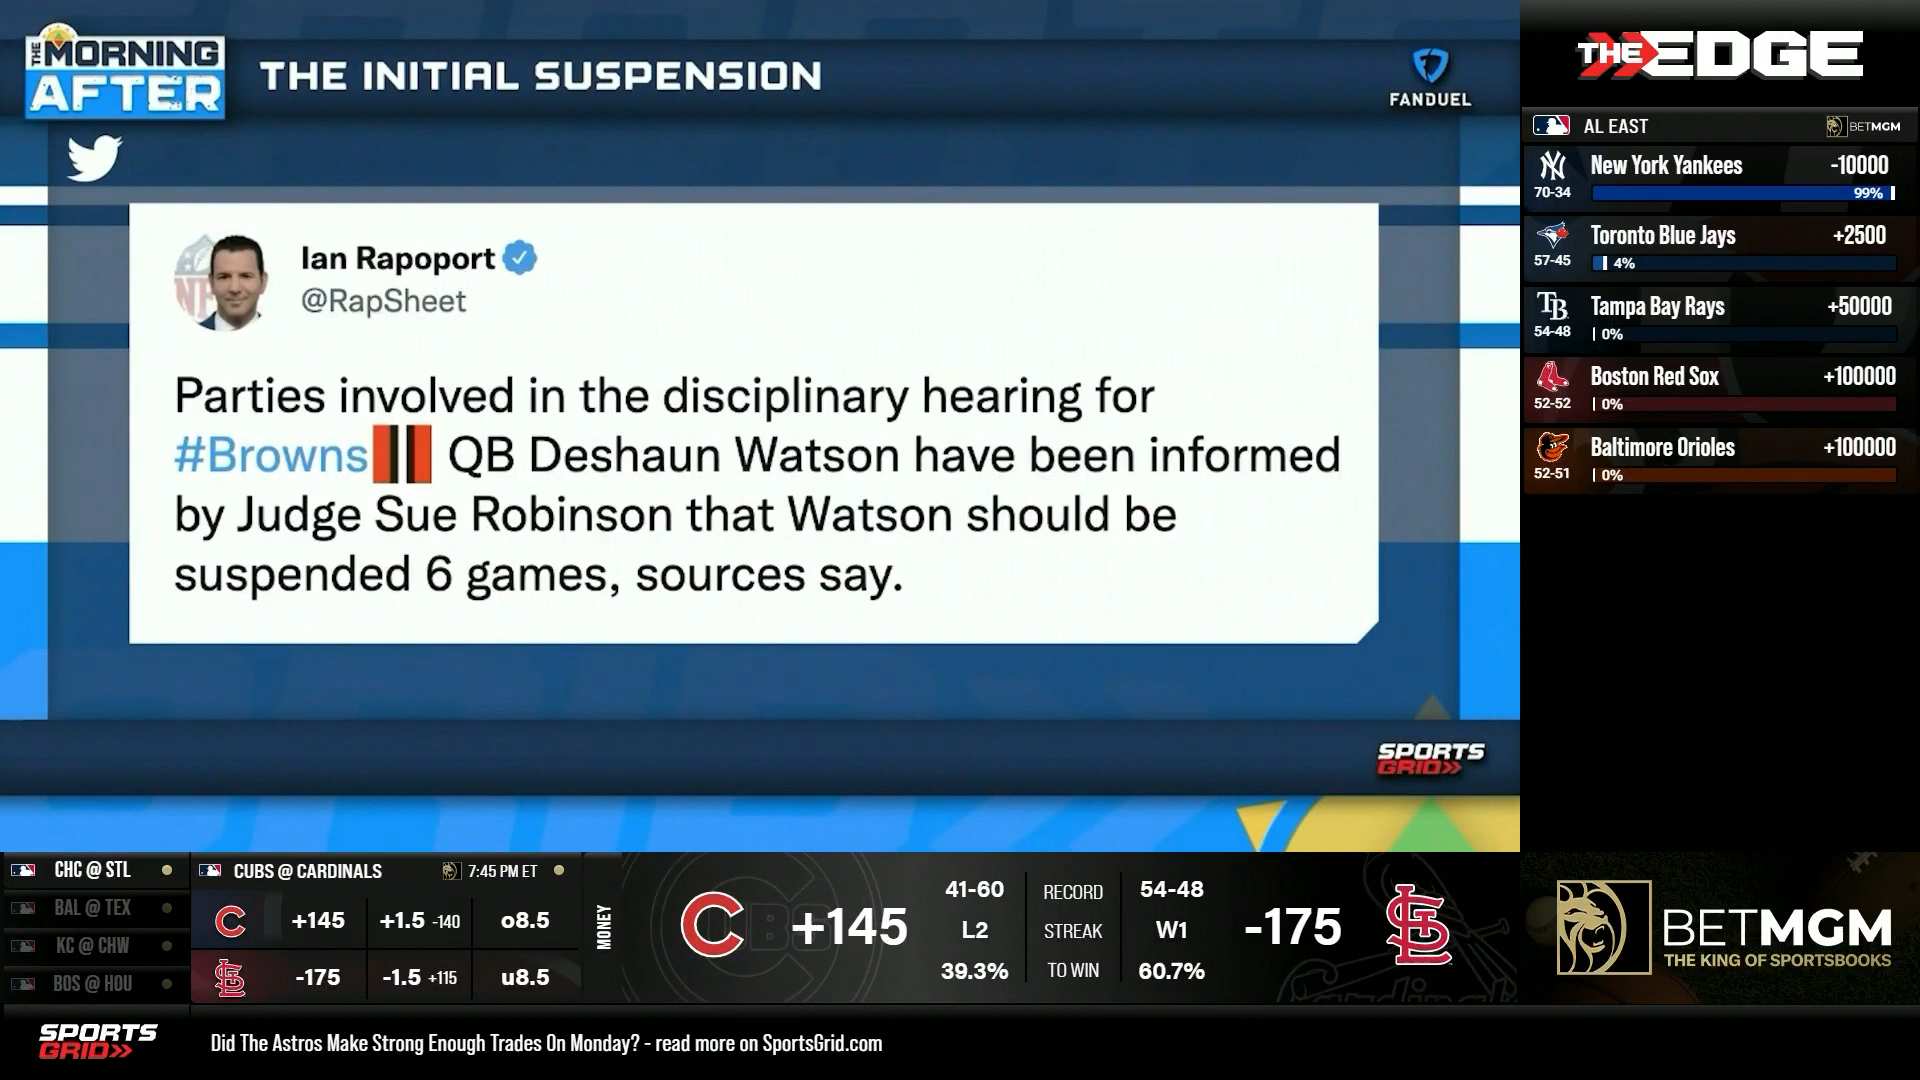 THE MORNING AFTER
THE INITIAL SUSPENSION
FANDUEL
Ian Rapoport
@RapSheet
Parties involved in the disciplinary hearing for
#Browns QB Deshaun Watson have been informed
by Judge Sue Robinson that Watson should be
suspended 6 games, sources say.
SPORTS
GRID
THE EDGE
AL EAST BETMGM
New York Yankees -10000
70-34 99%
Toronto Blue Jays +2500
57-45 4%
TB
Tampa Bay Rays +50000
54-48 0%
Boston Red Sox +100000
52-52 0%
Baltimore Orioles +100000
52-51 0%
CHC @ STL
BAL @ TEX
KC @ CHW
BOS @ HOU
CUBS @ CARDINALS 7:45 PM ET
C +145 +1.5 -140 o8.5
STL -175 -1.5 +115 u8.5
MONEY
C +145
41-60 RECORD 54-48
L2 STREAK W1
39.3% TO WIN 60.7%
-175 STL
Cardinals
BETMGM
THE KING OF SPORTSBOOKS
SPORTS
GRID
Did The Astros Make Strong Enough Trades On Monday? - read more on SportsGrid.com